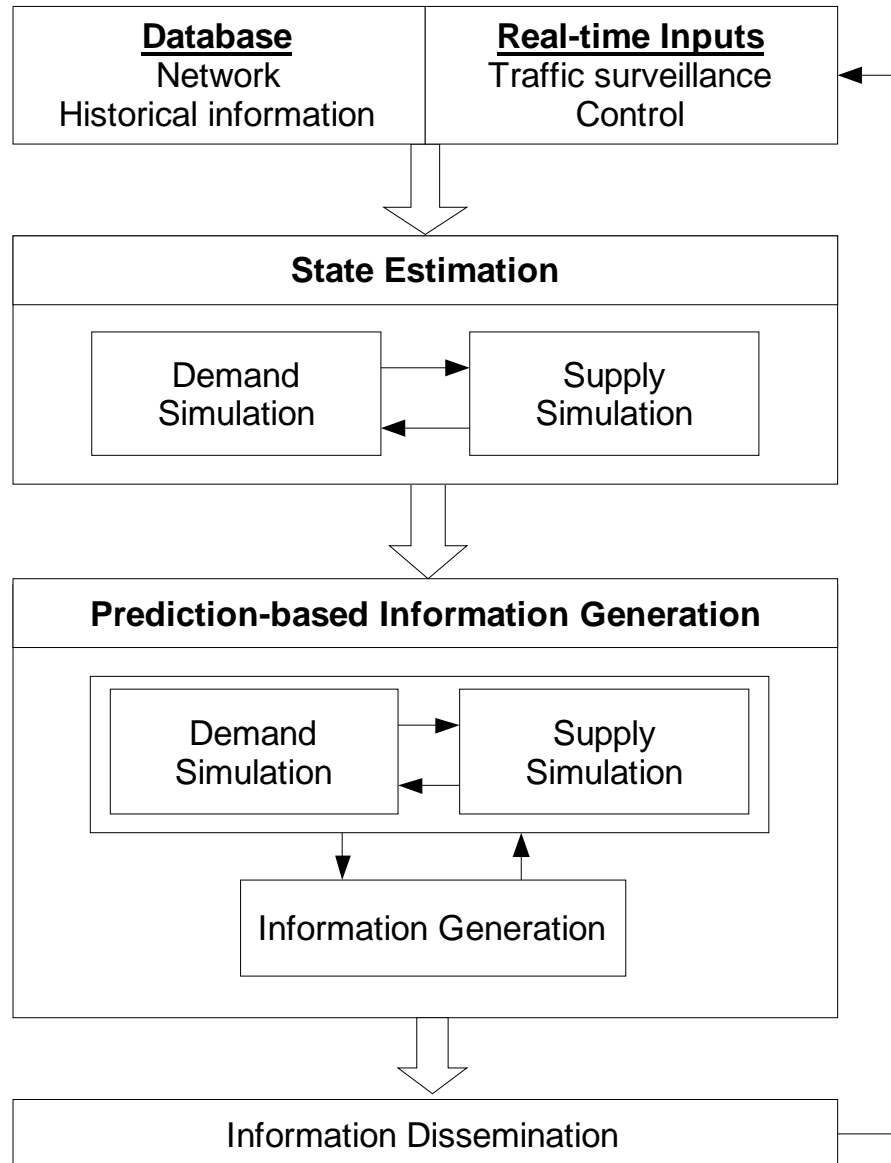 Database
Network
Historical information
Real-time Inputs
Traffic surveillance
Control
State Estimation
Demand
Simulation
Supply
Simulation
Prediction-based Information Generation
Demand
Simulation
Supply
Simulation
Information Generation
Information Dissemination